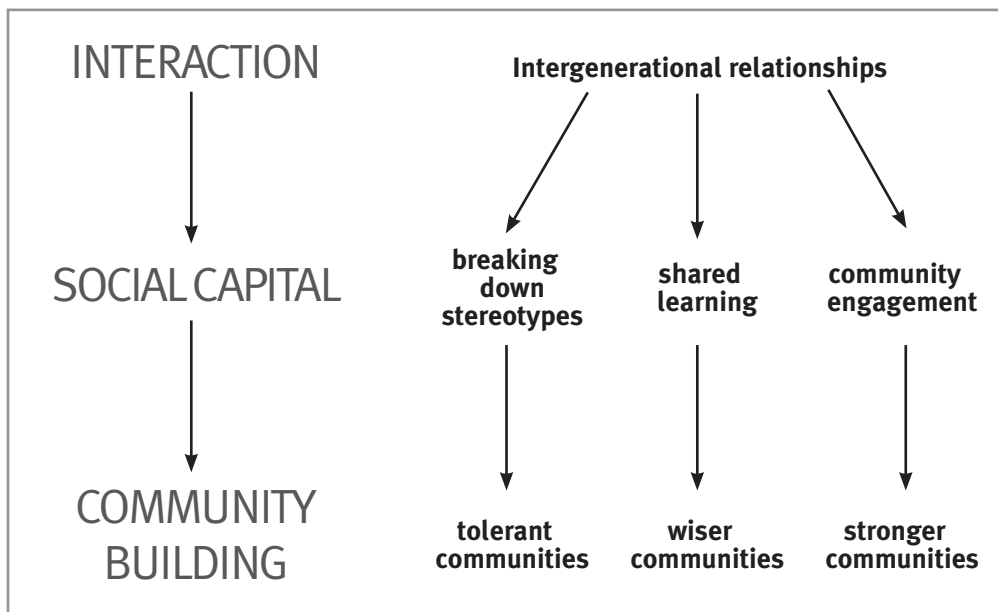 INTERACTION
Intergenerational relationships
SOCIAL CAPITAL
breaking
down
stereotypes
shared
learning
community
engagement
COMMUNITY
BUILDING
tolerant
communities
wiser
communities
stronger
communities